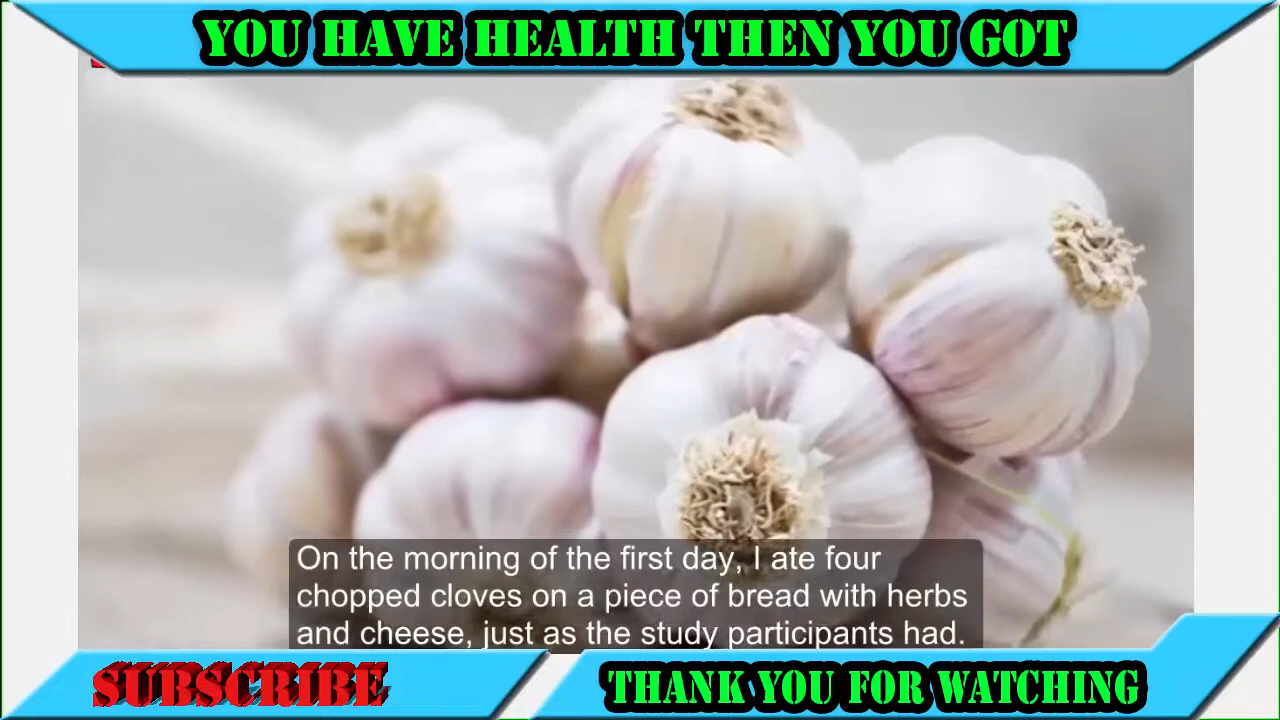 YOU HAVE HEALTH THEN YOU GOT
On the morning of the first day, I ate four
chopped cloves on a piece of bread with herbs
and cheese, just as the study participants had.
SUBSCRIBE
THANK YOU FOR WATCHING